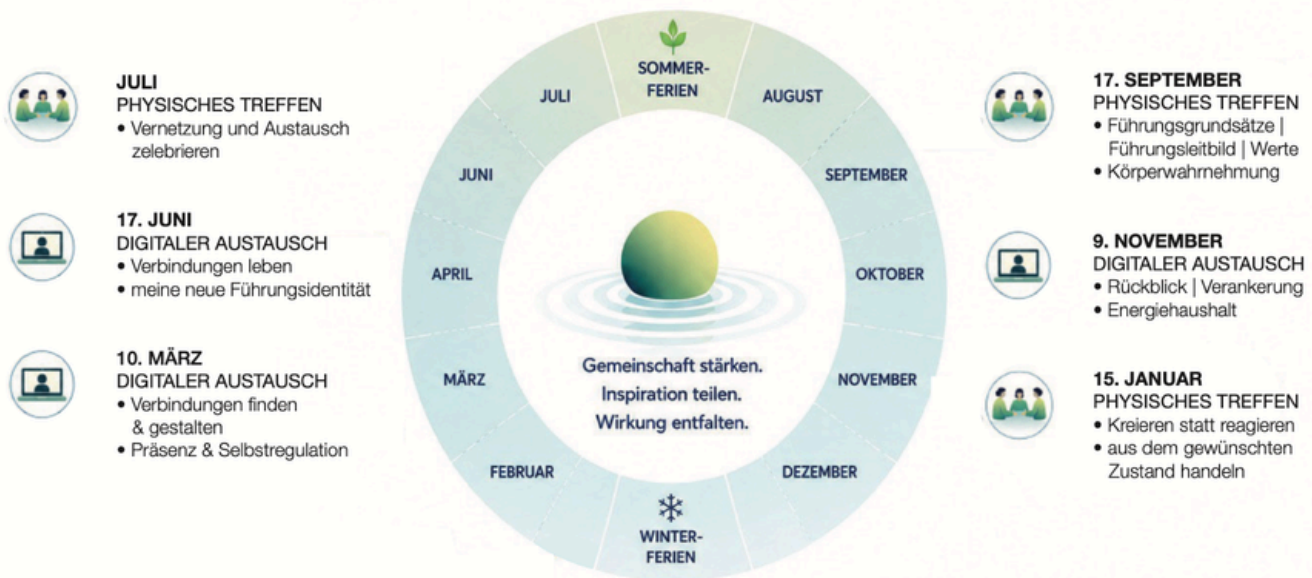 JULI
PHYSISCHES TREFFEN
• Vernetzung und Austausch
zelebrieren
17. JUNI
DIGITALER AUSTAUSCH
• Verbindungen leben
• meine neue Führungsidentität
10. MÄRZ
DIGITALER AUSTAUSCH
• Verbindungen finden
& gestalten
• Präsenz & Selbstregulation
SOMMER-
FERIEN
AUGUST
SEPTEMBER
OKTOBER
NOVEMBER
DEZEMBER
WINTER-
FERIEN
FEBRUAR
MÄRZ
APRIL
JUNI
JULI
Gemeinschaft stärken.
Inspiration teilen.
Wirkung entfalten.
17. SEPTEMBER
PHYSISCHES TREFFEN
• Führungsgrundsätze |
Führungsleitbild | Werte
• Körperwahrnehmung
9. NOVEMBER
DIGITALER AUSTAUSCH
• Rückblick | Verankerung
• Energiehaushalt
15. JANUAR
PHYSISCHES TREFFEN
• Kreieren statt reagieren
• aus dem gewünschten
Zustand handeln